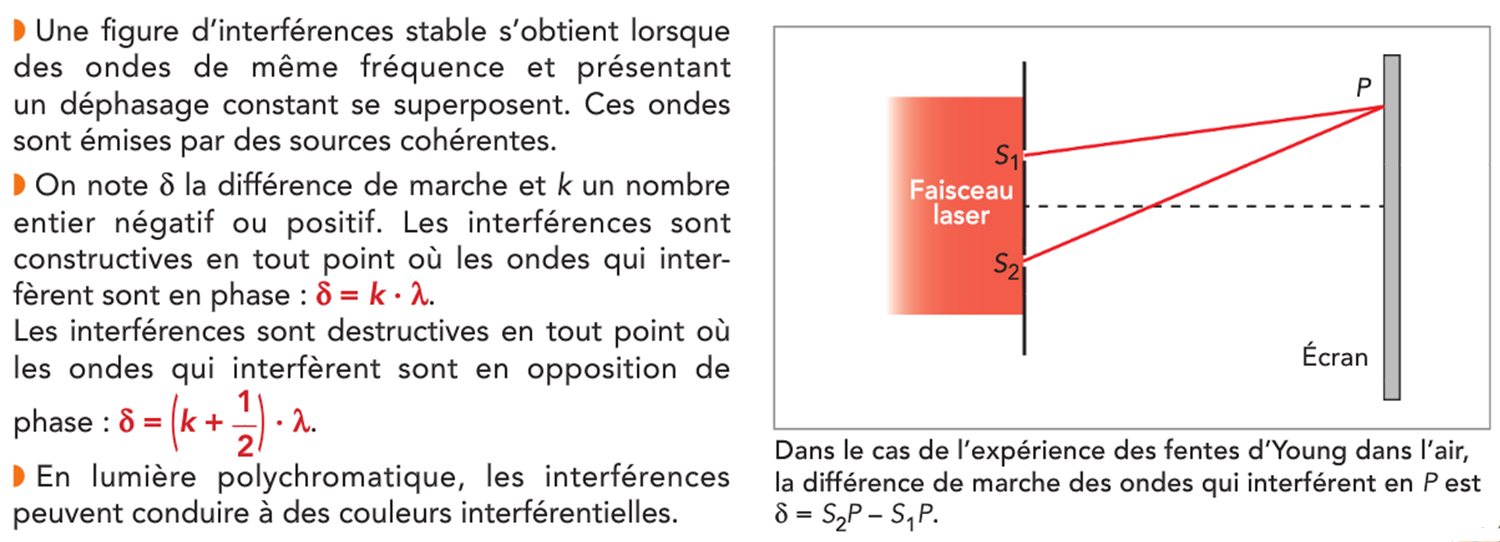 Une figure d'interférences stable s'obtient lorsque
des ondes de même fréquence et présentant
un déphasage constant se superposent. Ces ondes
sont émises par des sources cohérentes.
On note δ la différence de marche et k un nombre
entier négatif ou positif. Les interférences sont
constructives en tout point où les ondes qui inter-
fèrent sont en phase : δ = k · λ.
Les interférences sont destructives en tout point où
les ondes qui interfèrent sont en opposition de
phase : δ = (k + 1/2) · λ.
En lumière polychromatique, les interférences
peuvent conduire à des couleurs interférentielles.
P
S₁
Faisceau
laser
S₂
Écran
Dans le cas de l'expérience des fentes d'Young dans l'air,
la différence de marche des ondes qui interférent en P est
δ = S₂P – S₁P.